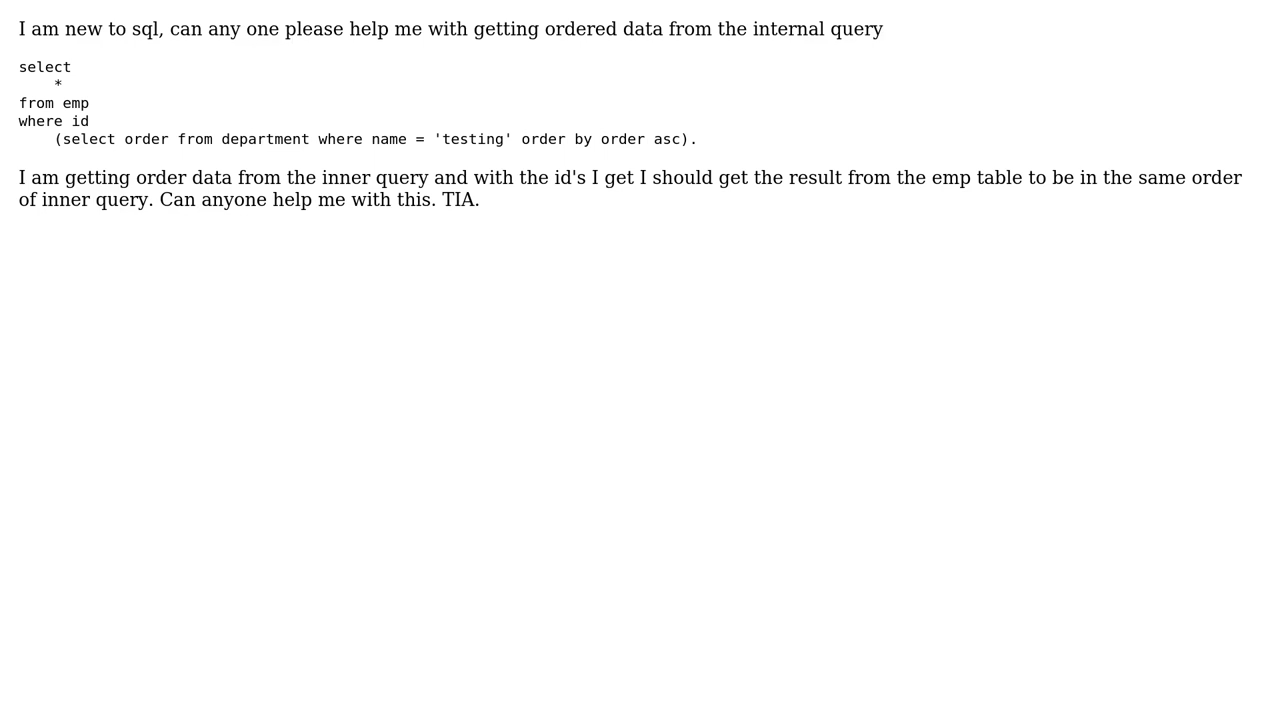 I am new to sql, can any one please help me with getting ordered data from the internal query
select
    *
from emp
where id
    (select order from department where name = 'testing' order by order asc).
I am getting order data from the inner query and with the id's I get I should get the result from the emp table to be in the same order
of inner query. Can anyone help me with this. TIA.